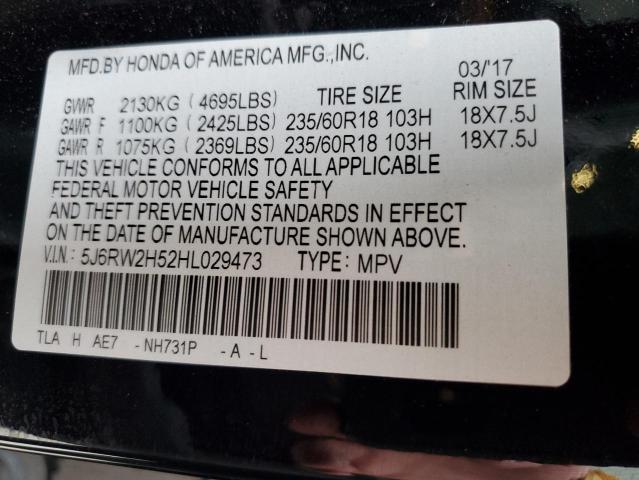 MFD.BY HONDA OF AMERICA MFG.,INC.
03/'17
GVWR 2130KG (4695LBS) TIRE SIZE RIM SIZE
GAWR F 1100KG (2425LBS) 235/60R18 103H 18X7.5J
GAWR R 1075KG (2369LBS) 235/60R18 103H 18X7.5J
THIS VEHICLE CONFORMS TO ALL APPLICABLE
FEDERAL MOTOR VEHICLE SAFETY
AND THEFT PREVENTION STANDARDS IN EFFECT
ON THE DATE OF MANUFACTURE SHOWN ABOVE.
V.I.N.: 5J6RW2H52HL029473 TYPE: MPV
TLA H AE7 -NH731P -A-L